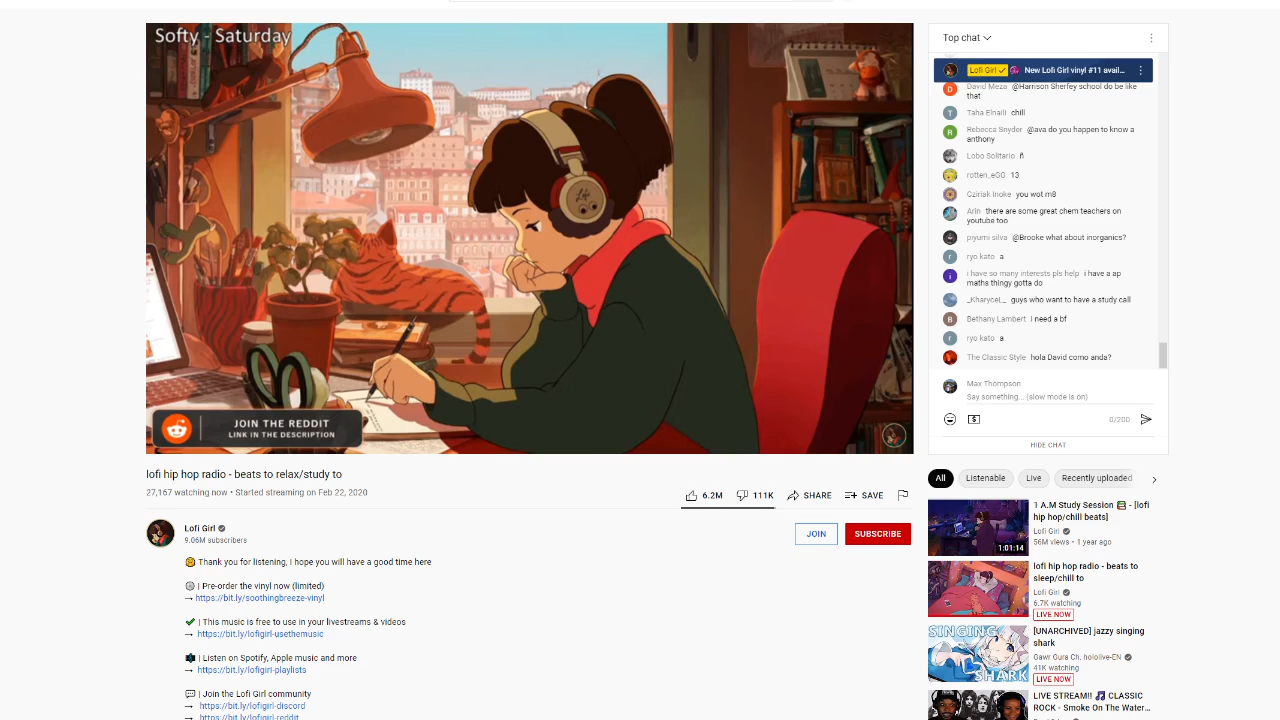 Softy - Saturday
Lofi
JOIN THE REDDIT
LINK IN THE DESCRIPTION
lofi hip hop radio - beats to relax/study to
27,167 watching now • Started streaming on Feb 22, 2020
6.2M
111K
SHARE
SAVE
Lofi Girl
9.06M subscribers
JOIN
SUBSCRIBE
Thank you for listening, i hope you will have a good time here
| Pre-order the vinyl now (limited)
→ https://bit.ly/soothingbreeze-vinyl
| This music is free to use in your livestreams & videos
→ https://bit.ly/lofigirl-usethemusic
| Listen on Spotify, Apple music and more
→ https://bit.ly/lofigirl-playlists
| Join the Lofi Girl community
→ https://bit.ly/lofigirl-discord
→ https://bit.ly/lofigirl-reddit
Top chat
Lofi Girl New Lofi Girl vinyl #11 avail...
David Meza @Harrison Sherfey school do be like
that
Taha Elnaili chill
Rebecca Snyder @ava do you happen to know a
anthony
Lobo Solitario ñ
rotten_eGG 13
Cziriak Inoke you wot m8
Arin there are some great chem teachers on
youtube too
piyumi silva @Brooke what about inorganics?
ryo kato a
i have so many interests pls help i have a ap
maths thingy gotta do
_KharyceL_ guys who want to have a study call
Bethany Lambert i need a bf
ryo kato a
The Classic Style hola David como anda?
Max Thompson
Say something... (slow mode is on)
0/200
HIDE CHAT
All
Listenable
Live
Recently uploaded
1 A.M Study Session - [lofi
hip hop/chill beats]
Lofi Girl
56M views • 1 year ago
1:01:14
lofi hip hop radio - beats to
sleep/chill to
Lofi Girl
6.7K watching
LIVE NOW
SINGING
SHARK
[UNARCHIVED] jazzy singing
shark
Gawr Gura Ch. hololive-EN
41K watching
LIVE NOW
LIVE STREAM!! CLASSIC
ROCK - Smoke On The Water...